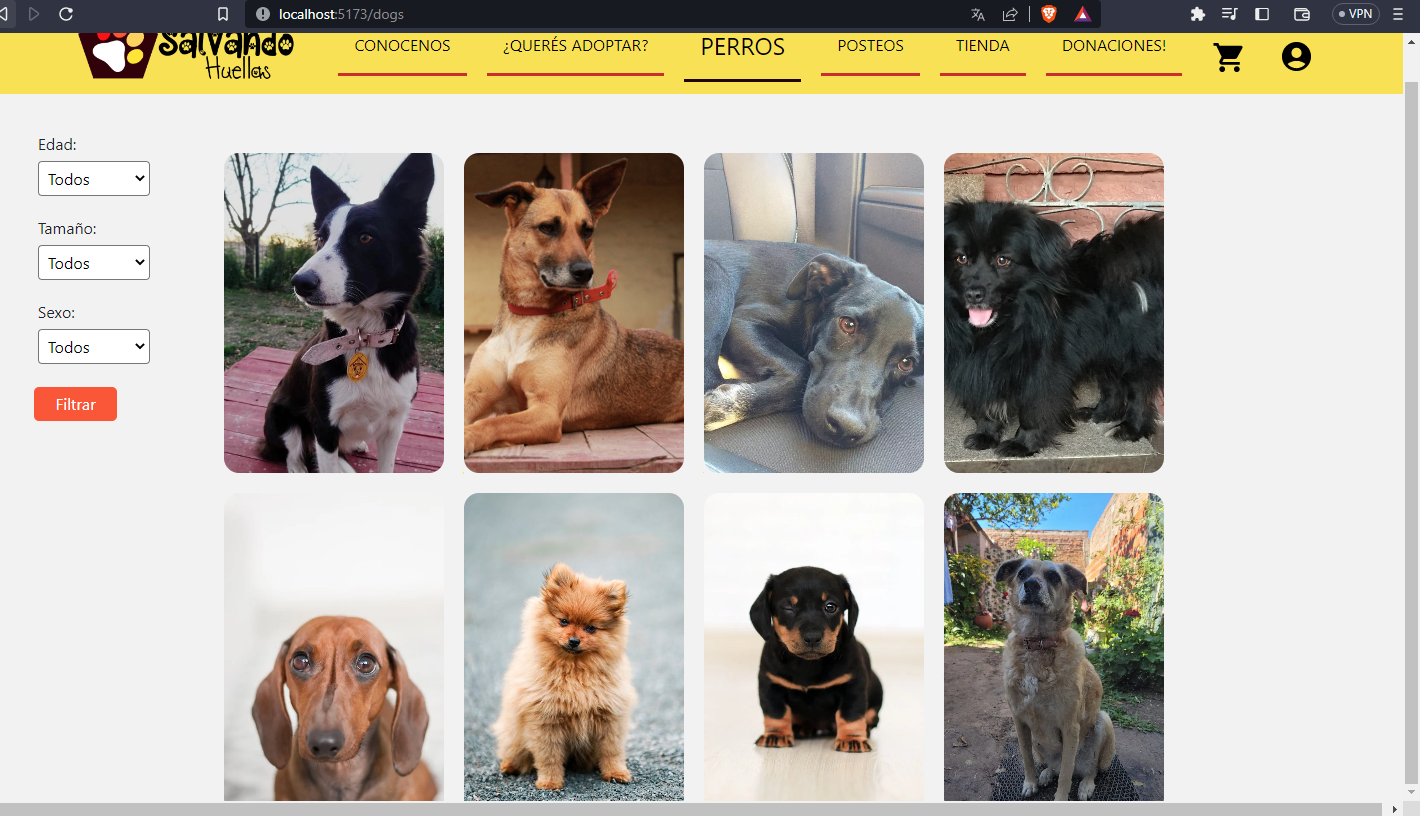 localhost:5173/dogs
VPN
Salvando
Huellas
CONOCENOS
¿QUERÉS ADOPTAR?
PERROS
POSTEOS
TIENDA
DONACIONES!
Edad:
Todos
Tamaño:
Todos
Sexo:
Todos
Filtrar